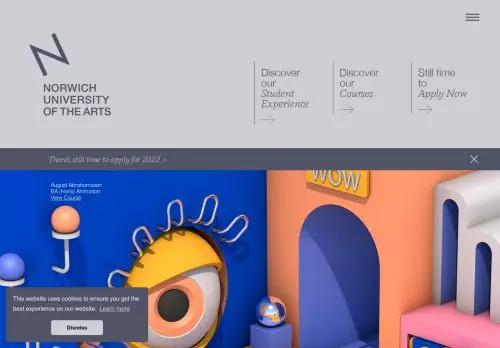 NORWICH
UNIVERSITY
OF THE ARTS
Discover
our
Student
Experience
Discover
our
Courses
Still time
to
Apply Now
There's still time to apply for 2022 >
August Abrahamsson
BA (Hons) Animation
View Course
WOW
This website uses cookies to ensure you get the
best experience on our website. Learn more
Dismiss